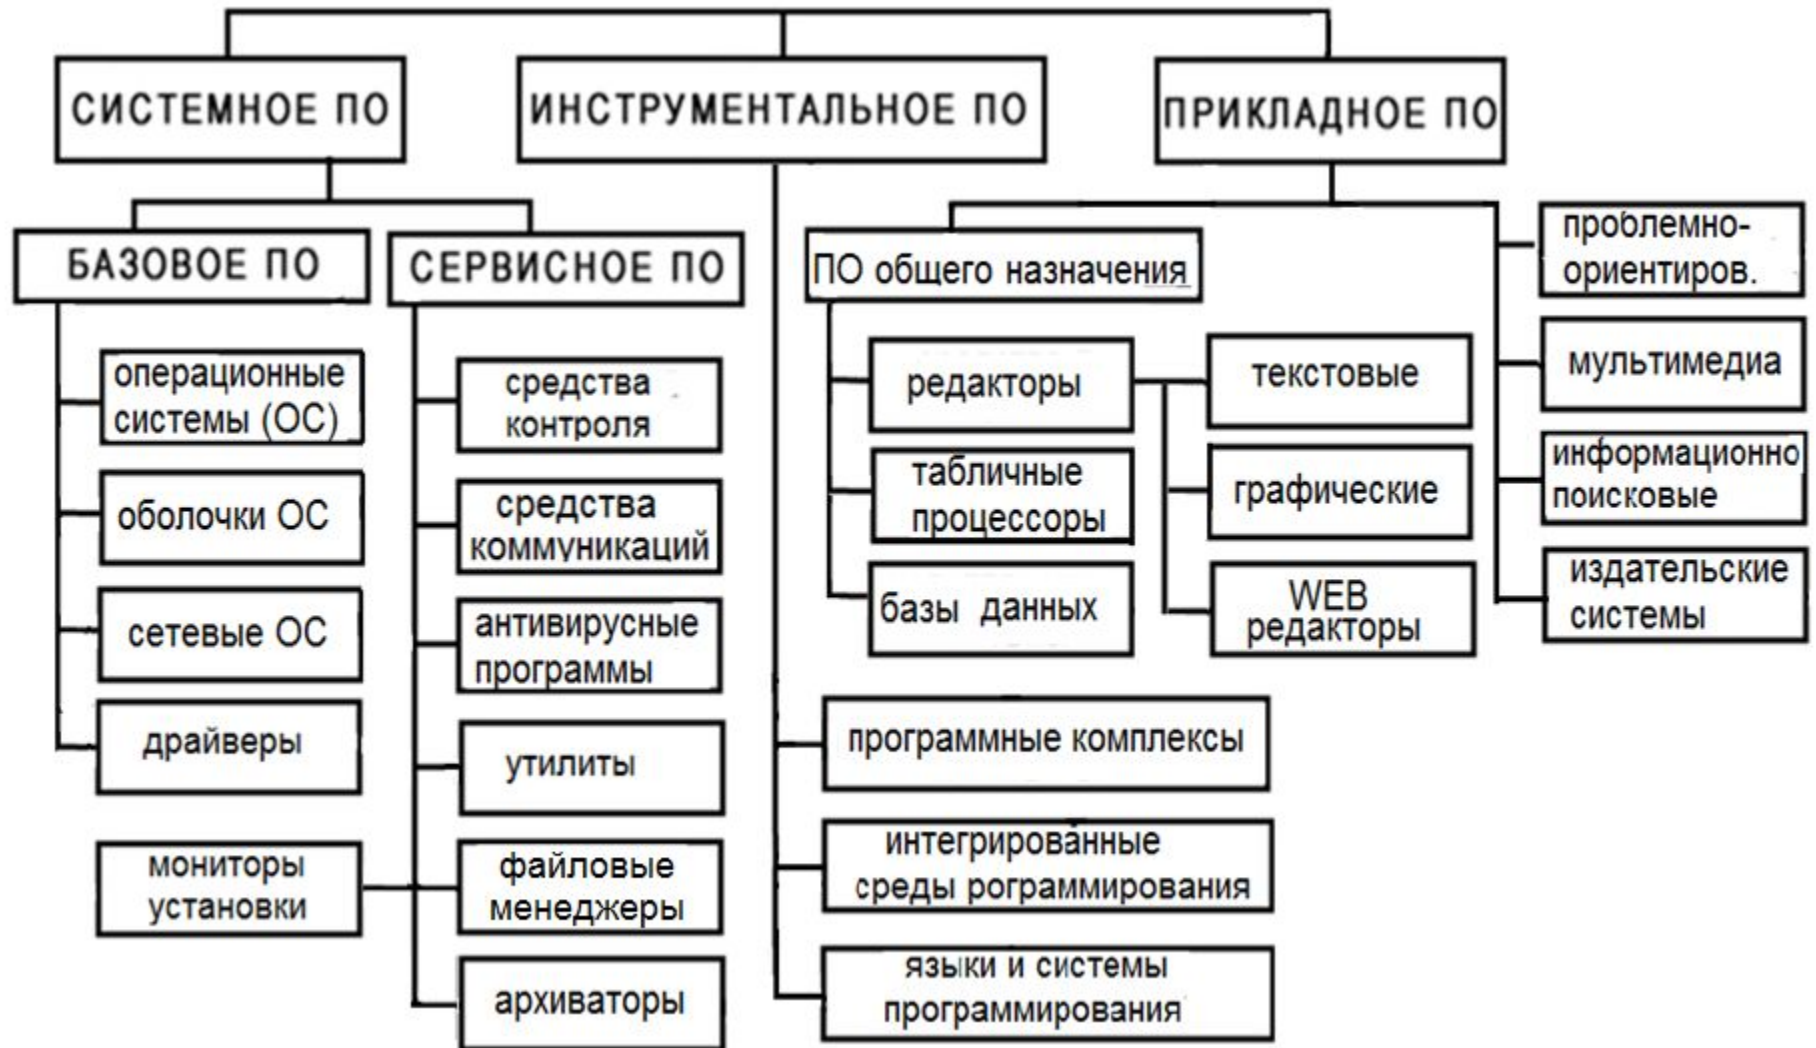 СИСТЕМНОЕ ПО
ИНСТРУМЕНТАЛЬНОЕ ПО
ПРИКЛАДНОЕ ПО
БАЗОВОЕ ПО
операционные
системы (ОС)
оболочки ОС
сетевые ОС
драйверы
СЕРВИСНОЕ ПО
средства
контроля
средства
коммуникаций
антивирусные
программы
утилиты
мониторы
установки
файловые
менеджеры
архиваторы
ПО общего назначения
редакторы
текстовые
графические
WEB
редакторы
табличные
процессоры
базы данных
проблемно-
ориентиров.
мультимедиа
информационно
поисковые
издательские
системы
программные комплексы
интегрированные
среды рограммирования
языки и системы
программирования